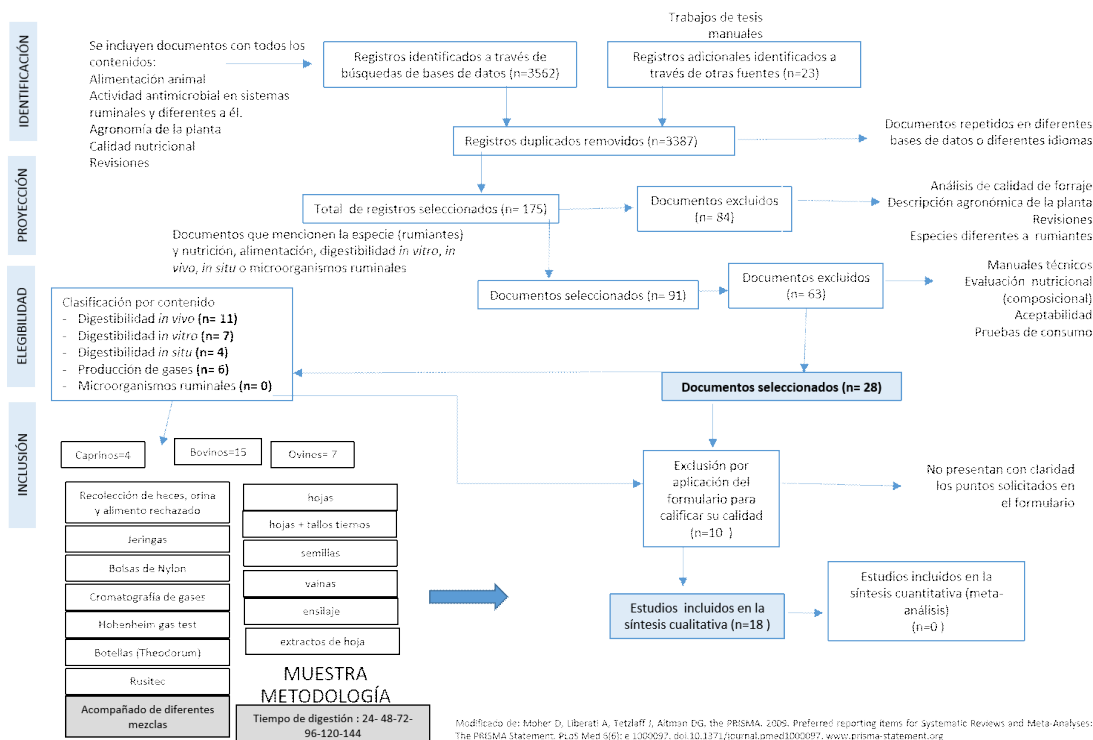 IDENTIFICACIÓN
Se incluyen documentos con todos los
contenidos:
Alimentación animal
Actividad antimicrobial en sistemas
ruminales y diferentes a él.
Agronomía de la planta
Calidad nutricional
Revisiones
Registros identificados a través de
búsquedas de bases de datos (n=3562)
Trabajos de tesis
manuales
Registros adicionales identificados a
través de otras fuentes (n=23)
Registros duplicados removidos (n=3387)
Documentos repetidos en diferentes
bases de datos o diferentes idiomas
PROYECCIÓN
Total de registros seleccionados (n= 175)
Documentos excluidos
(n= 84)
Análisis de calidad de forraje
Descripción agronómica de la planta
Revisiones
Especies diferentes a rumiantes
Documentos que mencionen la especie (rumiantes)
y nutrición, alimentación, digestibilidad in vitro, in
vivo, in situ o microorganismos ruminales
ELEGIBILIDAD
Documentos seleccionados (n= 91)
Documentos excluidos
(n= 63)
Manuales técnicos
Evaluación nutricional
(composicional)
Aceptabilidad
Pruebas de consumo
Clasificación por contenido
- Digestibilidad in vivo (n= 11)
- Digestibilidad in vitro (n= 7)
- Digestibilidad in situ (n= 4)
- Producción de gases (n= 6)
- Microorganismos ruminales (n= 0)
Documentos seleccionados (n= 28)
INCLUSIÓN
Caprinos=4
Bovinos=15
Ovinos= 7
Recolección de heces, orina
y alimento rechazado
Jeringas
Bolsas de Nylon
Cromatografía de gases
Hohenheim gas test
Botellas (Theodorum)
Rusitec
Acompañado de diferentes
mezclas
hojas
hojas + tallos tiernos
semillas
vainas
ensilaje
extractos de hoja
MUESTRA
METODOLOGÍA
Tiempo de digestión : 24- 48-72-
96-120-144
Exclusión por
aplicación del
formulario para
calificar su calidad
(n=10 )
No presentan con claridad
los puntos solicitados en
el formulario
Estudios incluidos en la
síntesis cualitativa (n=18 )
Estudios incluidos en la
síntesis cuantitativa (meta-
análisis)
(n=0 )
Modificado de: Moher D, Liberati A, Tetzlaff J, Altman DG. the PRISMA. 2009. Preferred reporting items for Systematic Reviews and Meta-Analyses:
The PRISMA Statement. PLoS Med 6(6): e 1000097. doi.10.1371/journal.pmed1000097. www.prisma-statement.org